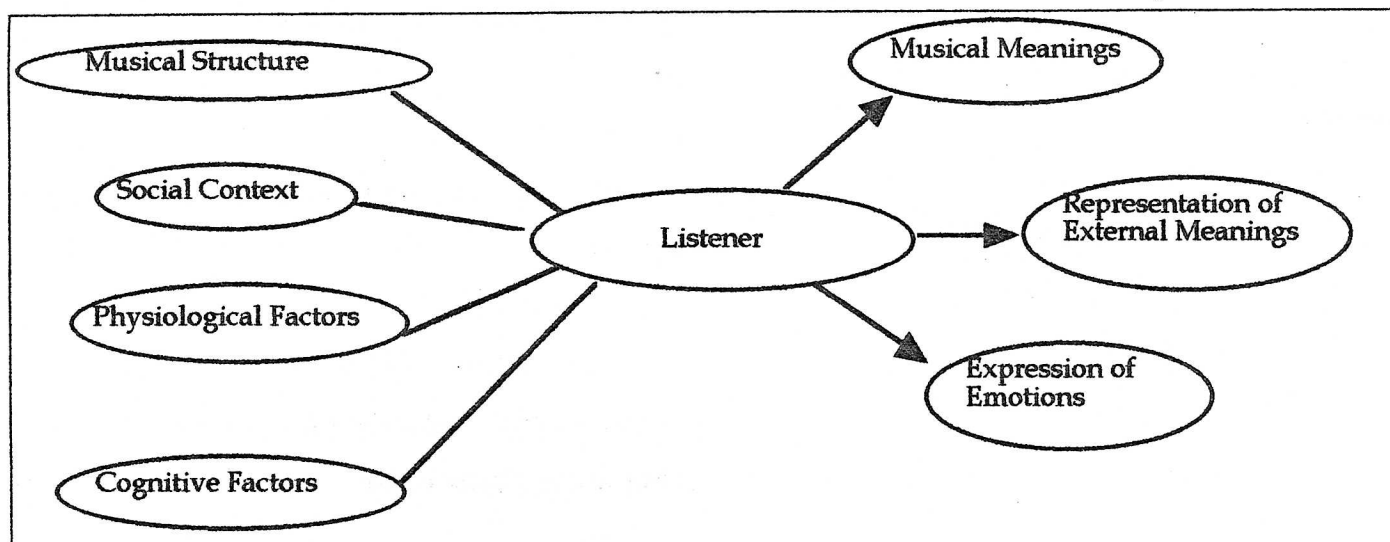 Musical Structure
Social Context
Physiological Factors
Cognitive Factors
Listener
Musical Meanings
Representation of
External Meanings
Expression of
Emotions